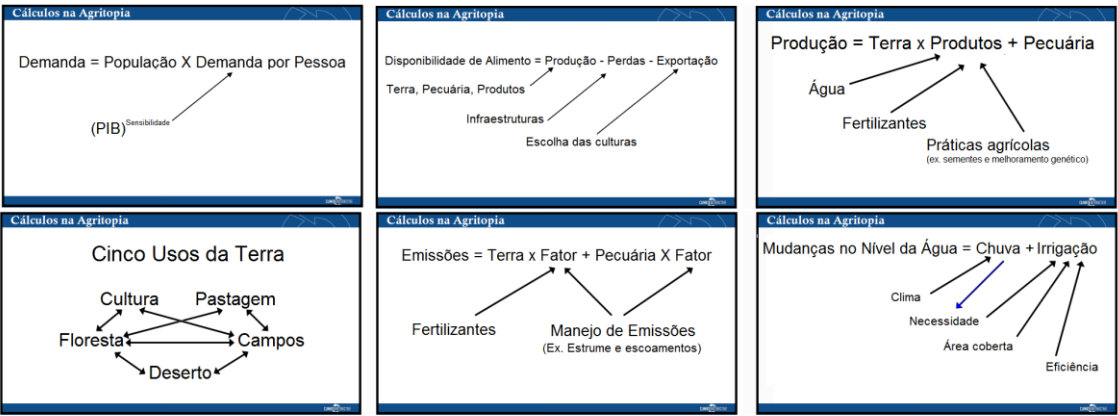 Cálculos na Agritopia
Demanda = População X Demanda por Pessoa
(PIB)Sensibilidade
Cálculos na Agritopia
Disponibilidade de Alimento = Produção - Perdas - Exportação
Terra, Pecuária, Produtos
Infraestruturas
Escolha das culturas
Cálculos na Agritopia
Produção = Terra x Produtos + Pecuária
Água
Fertilizantes
Práticas agrícolas
(ex. sementes e melhoramento genético)
Cálculos na Agritopia
Cinco Usos da Terra
Cultura Pastagem
Floresta Campos
Deserto
Cálculos na Agritopia
Emissões = Terra x Fator + Pecuária X Fator
Fertilizantes
Manejo de Emissões
(Ex. Estrume e escoamentos)
Cálculos na Agritopia
Mudanças no Nível da Água = Chuva + Irrigação
Clima
Necessidade
Área coberta
Eficiência